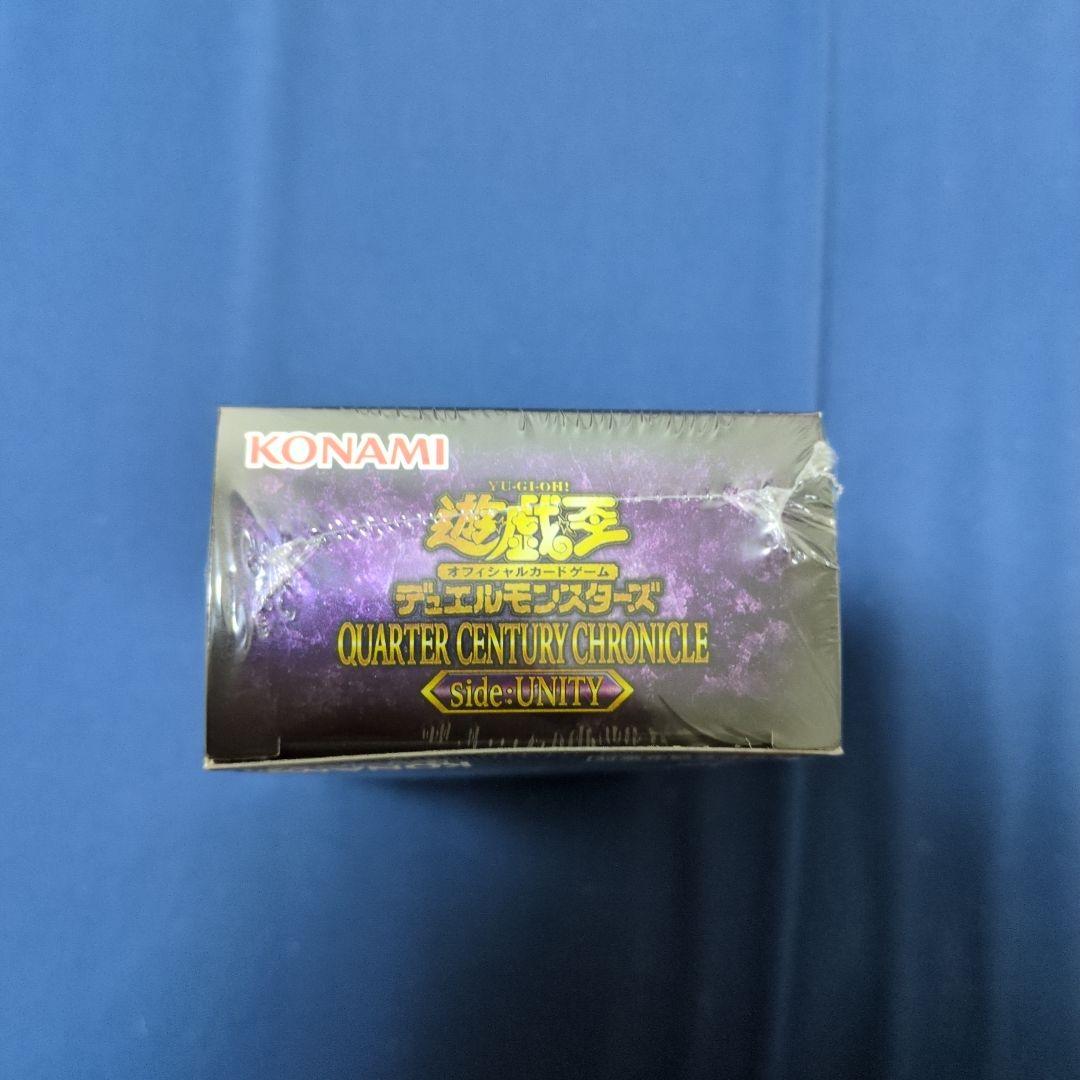 KONAMI
YU-GI-OH!
遊戯王
オフィシャルカードゲーム
デュエルモンスターズ
QUARTER CENTURY CHRONICLE
side:UNITY